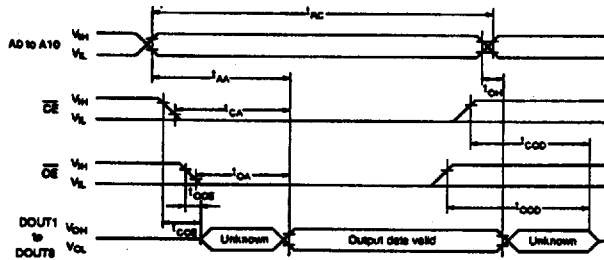 tRC
A0 to A10 VIH
VIL
tAA
tOH
CE VIH
VIL
tCA
tCOD
OE VIH
VIL
tOA
tOOE
tOOD
tCOE
DOUT1
to
DOUT8
VOH
VOL
Unknown
Output data valid
Unknown